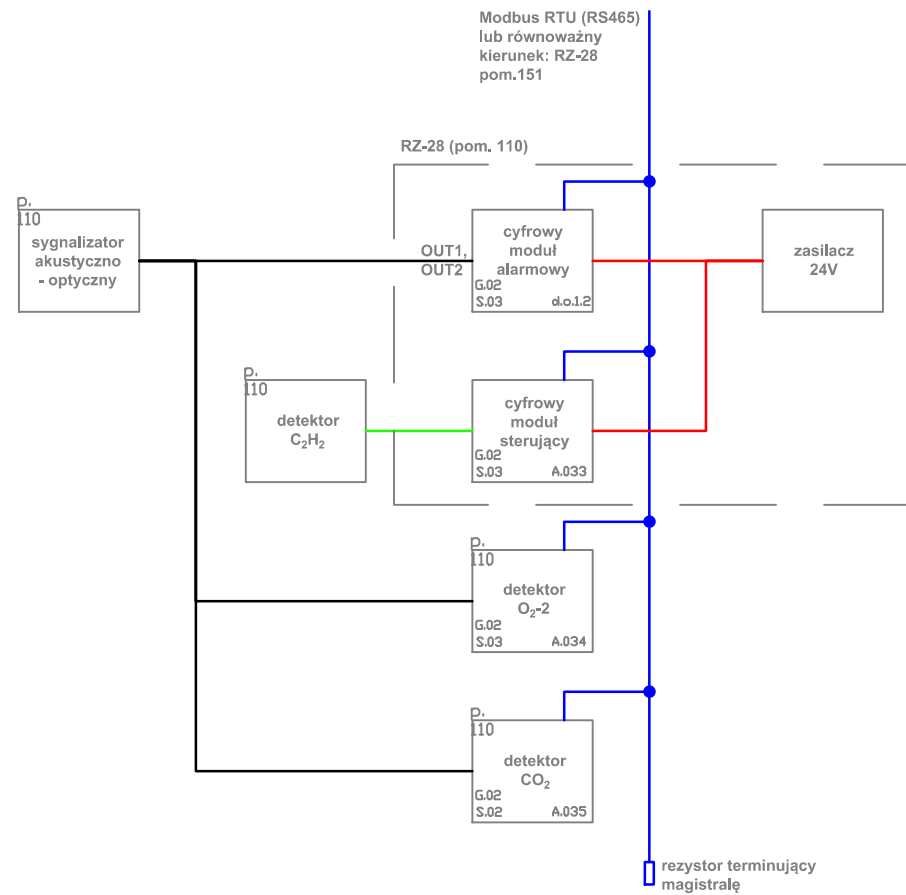 Modbus RTU (RS465)
lub równoważny
kierunek: RZ-28
pom.151
RZ-28 (pom. 110)
p.
110
sygnalizator
akustyczno
- optyczny
OUT1,
OUT2
cyfrowy
moduł
alarmowy
G.02
S.03 d.o.1.2
zasilacz
24V
p.
110
detektor
C₂H₂
cyfrowy
moduł
sterujący
G.02
S.03 A.033
p.
110
detektor
O₂-2
G.02
S.03 A.034
p.
110
detektor
CO₂
G.02
S.02 A.035
rezystor terminujący
magistralę